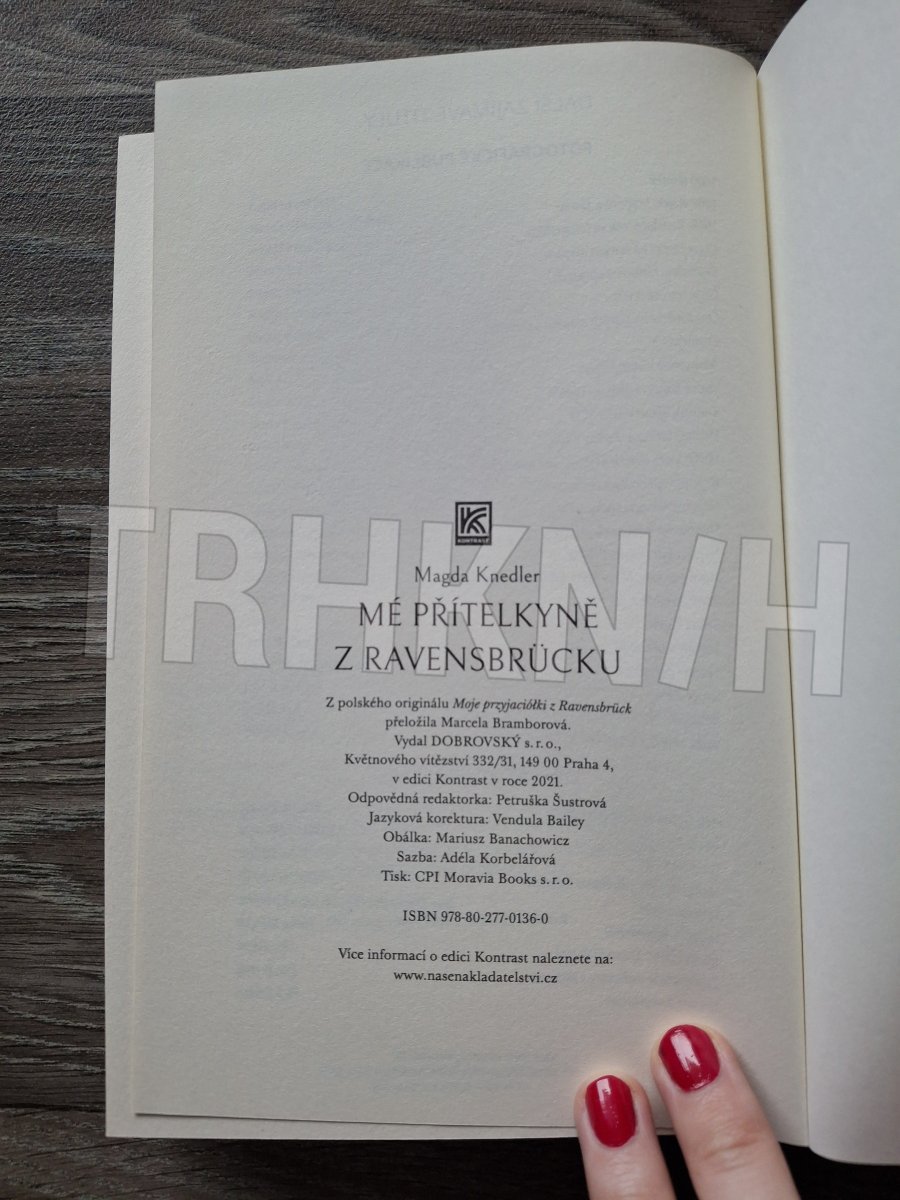 KONTRAST
TRHKNIH
Magda Knedler
MÉ PŘÍTELKYNĚ
Z RAVENSBRÜCKU
Z polského originálu Moje przyjaciółki z Ravensbrück
přeložila Marcela Bramborová.
Vydal DOBROVSKÝ s. r. o.,
Květnového vítězství 332/31, 149 00 Praha 4,
v edici Kontrast v roce 2021.
Odpovědná redaktorka: Petruška Šustrová
Jazyková korektura: Vendula Bailey
Obálka: Mariusz Banachowicz
Sazba: Adéla Korbelářová
Tisk: CPI Moravia Books s. r. o.
ISBN 978-80-277-0136-0
Více informací o edici Kontrast naleznete na:
www.nasenakladatelstvi.cz